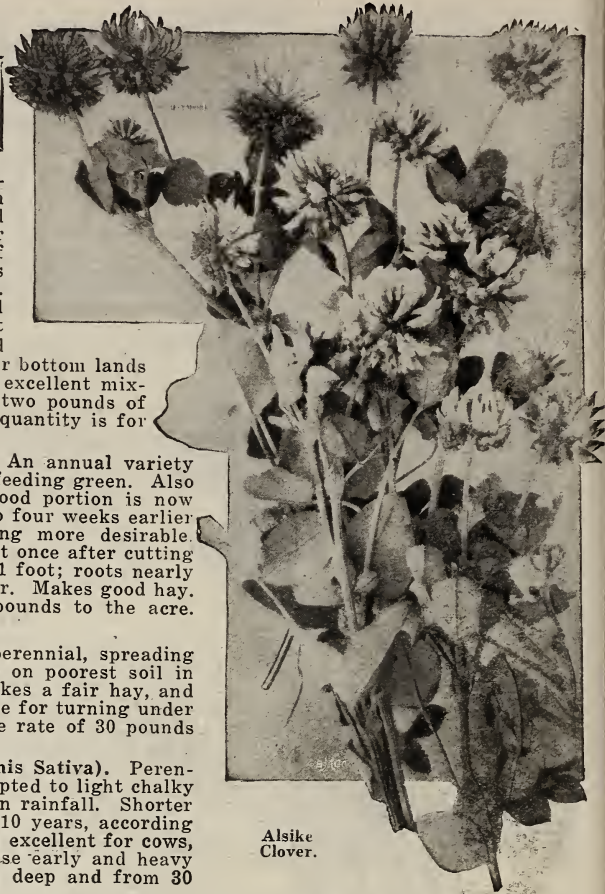 r bottom lands
excellent mix-
two pounds of
quantity is for
An annual variety
feeding green. Also
ood portion is now
o four weeks earlier
ng more desirable.
t once after cutting
1 foot; roots nearly
r. Makes good hay.
pounds to the acre.
perennial, spreading
on poorest soil in
kes a fair hay, and
e for turning under
e rate of 30 pounds
nis Sativa). Peren-
pted to light chalky
n rainfall. Shorter
10 years, according
excellent for cows,
se early and heavy
deep and from 30
Alsike
Clover.